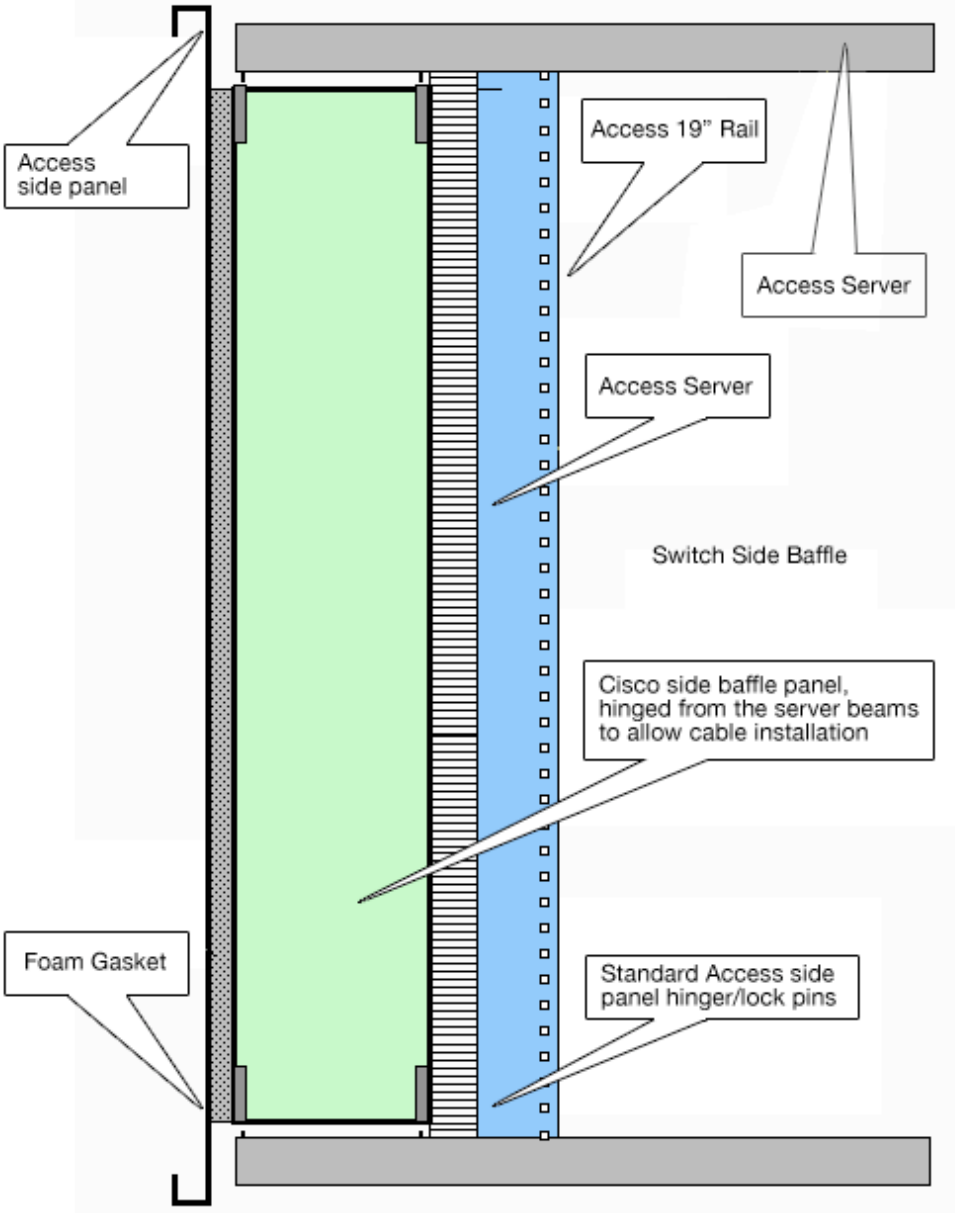 Access
side panel
Access 19” Rail
Access Server
Access Server
Switch Side Baffle
Cisco side baffle panel,
hinged from the server beams
to allow cable installation
Foam Gasket
Standard Access side
panel hinger/lock pins